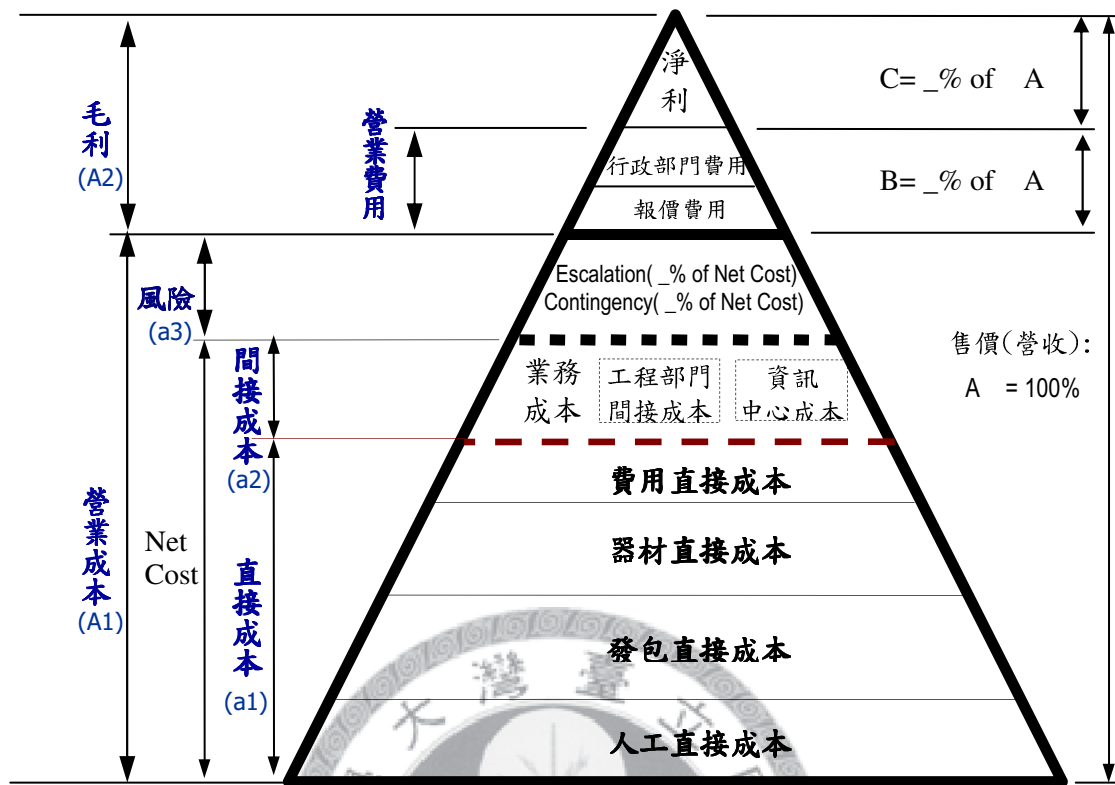 淨
利
C= _% of A
毛利
(A2)
營業費用
行政部門費用
B= _% of A
報價費用
Escalation( _% of Net Cost)
Contingency( _% of Net Cost)
風險
(a3)
售價(營收):
A = 100%
間接成本
(a2)
業務
成本
工程部門
間接成本
資訊
中心成本
費用直接成本
營業成本
(A1)
Net
Cost
直接成本
(a1)
器材直接成本
發包直接成本
人工直接成本
大 灣 臺 立